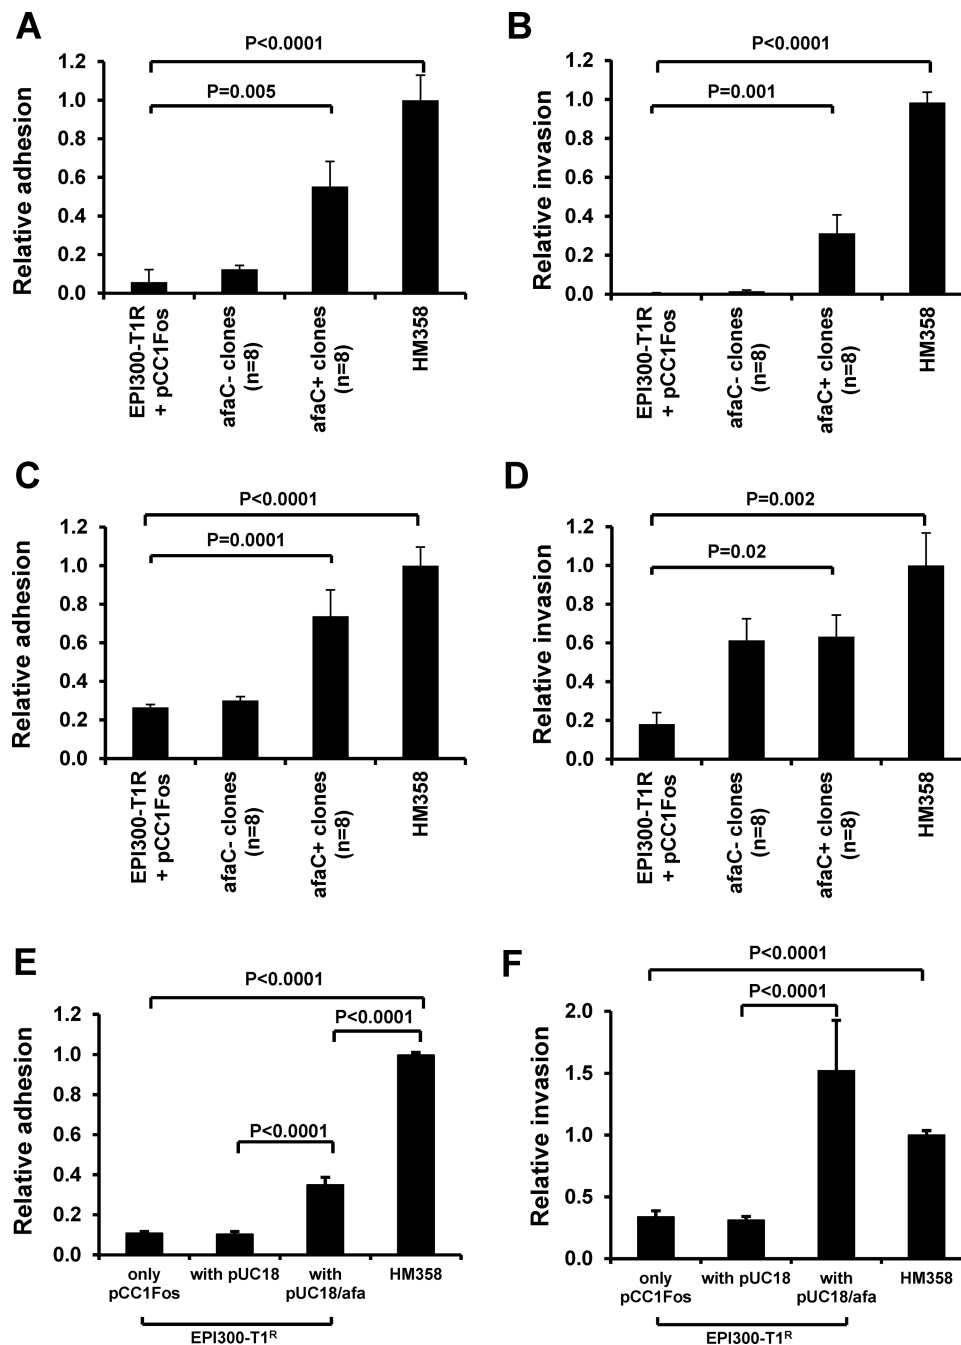 A
P<0.0001
P=0.005
Relative adhesion
1.2
1.0
0.8
0.6
0.4
0.2
0.0
EPI300-T1R
+ pCC1Fos
afaC- clones
(n=8)
afaC+ clones
(n=8)
HM358
B
P<0.0001
P=0.001
Relative invasion
1.2
1.0
0.8
0.6
0.4
0.2
0.0
EPI300-T1R
+ pCC1Fos
afaC- clones
(n=8)
afaC+ clones
(n=8)
HM358
C
P<0.0001
P=0.0001
Relative adhesion
1.2
1.0
0.8
0.6
0.4
0.2
0.0
EPI300-T1R
+ pCC1Fos
afaC- clones
(n=8)
afaC+ clones
(n=8)
HM358
D
P=0.002
P=0.02
Relative invasion
1.2
1.0
0.8
0.6
0.4
0.2
0.0
EPI300-T1R
+ pCC1Fos
afaC- clones
(n=8)
afaC+ clones
(n=8)
HM358
E
P<0.0001
P<0.0001
P<0.0001
Relative adhesion
1.2
1.0
0.8
0.6
0.4
0.2
0.0
only
pCC1Fos
with pUC18
with
pUC18/afa
HM358
EPI300-T1ᴿ
F
P<0.0001
P<0.0001
Relative invasion
2.0
1.5
1.0
0.5
0.0
only
pCC1Fos
with pUC18
with
pUC18/afa
HM358
EPI300-T1ᴿ